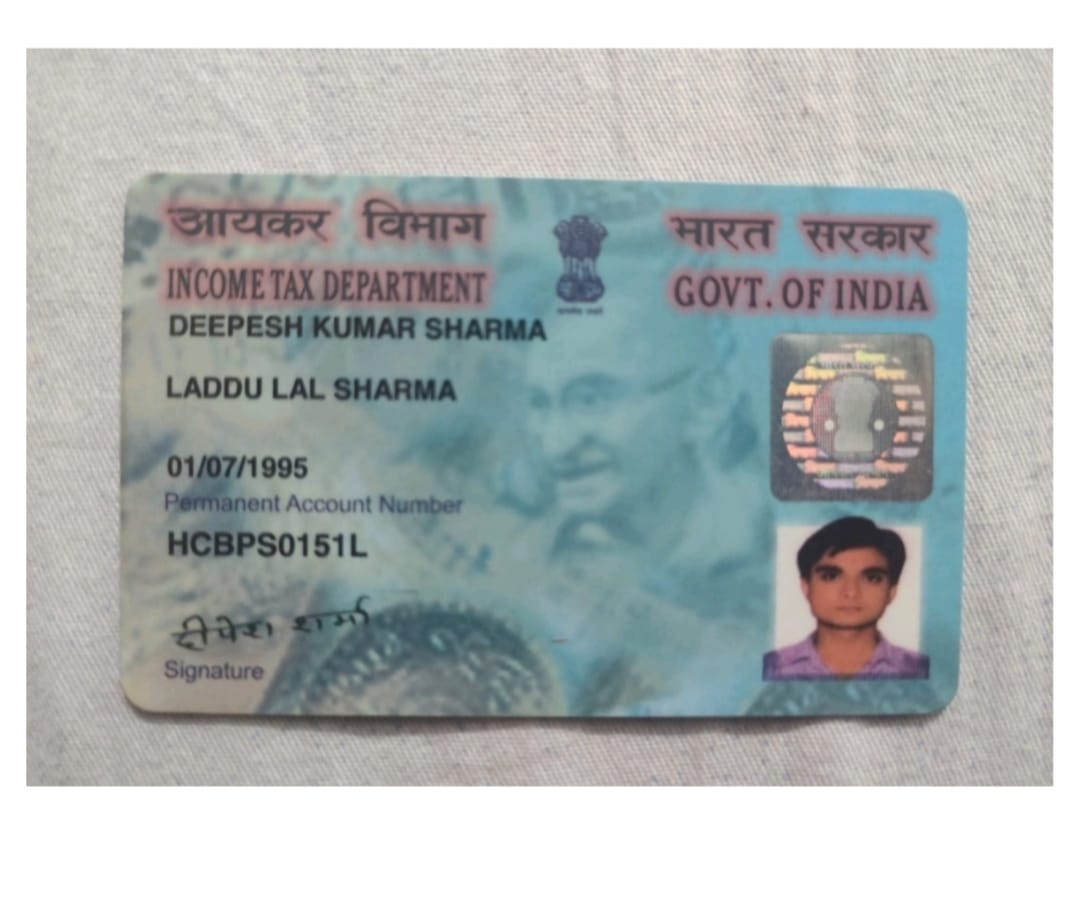 आयकर विभाग
भारत सरकार
INCOME TAX DEPARTMENT
GOVT. OF INDIA
DEEPESH KUMAR SHARMA
LADDU LAL SHARMA
01/07/1995
Permanent Account Number
HCBPS0151L
दीपेश शर्मा
Signature